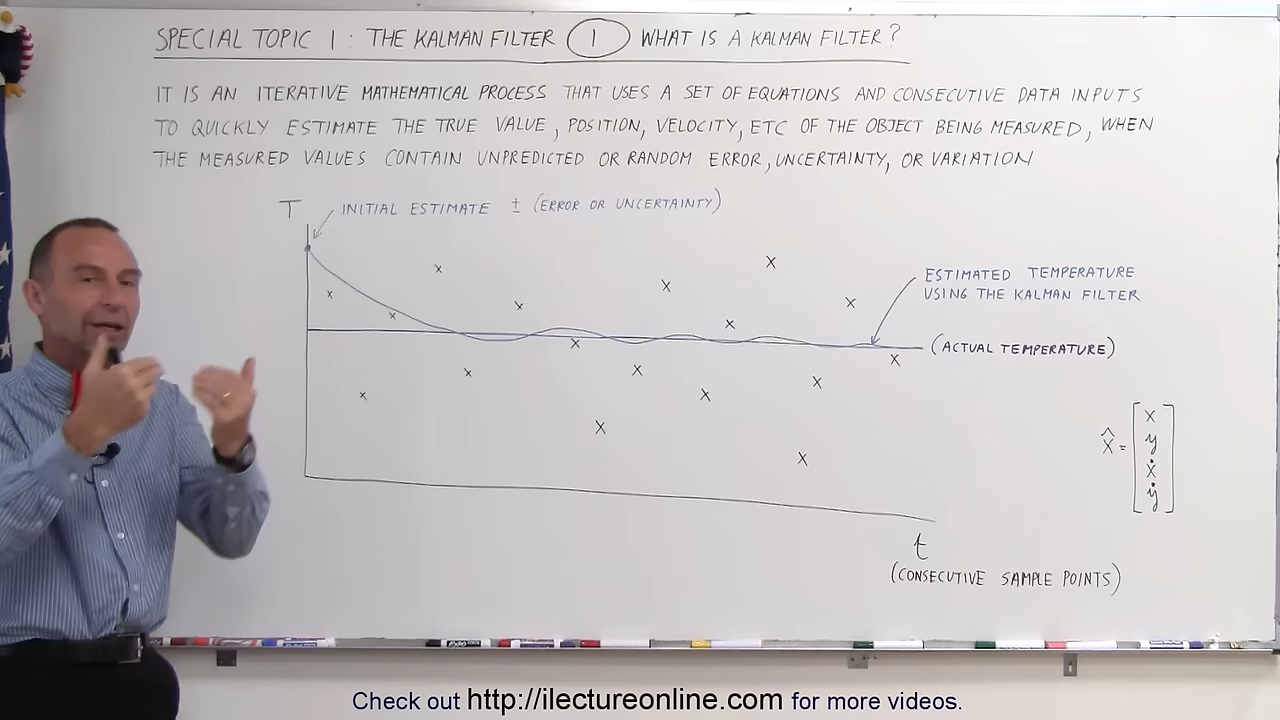 SPECIAL TOPIC 1 : THE KALMAN FILTER 1 WHAT IS A KALMAN FILTER?
IT IS AN ITERATIVE MATHEMATICAL PROCESS THAT USES A SET OF EQUATIONS AND CONSECUTIVE DATA INPUTS
TO QUICKLY ESTIMATE THE TRUE VALUE, POSITION, VELOCITY, ETC OF THE OBJECT BEING MEASURED, WHEN
THE MEASURED VALUES CONTAIN UNPREDICTED OR RANDOM ERROR, UNCERTAINTY, OR VARIATION
T
INITIAL ESTIMATE ± (ERROR OR UNCERTAINTY)
ESTIMATED TEMPERATURE
USING THE KALMAN FILTER
(ACTUAL TEMPERATURE)
X̂ = [x y ẋ ẏ]
t
(CONSECUTIVE SAMPLE POINTS)
Check out http://ilectureonline.com for more videos.